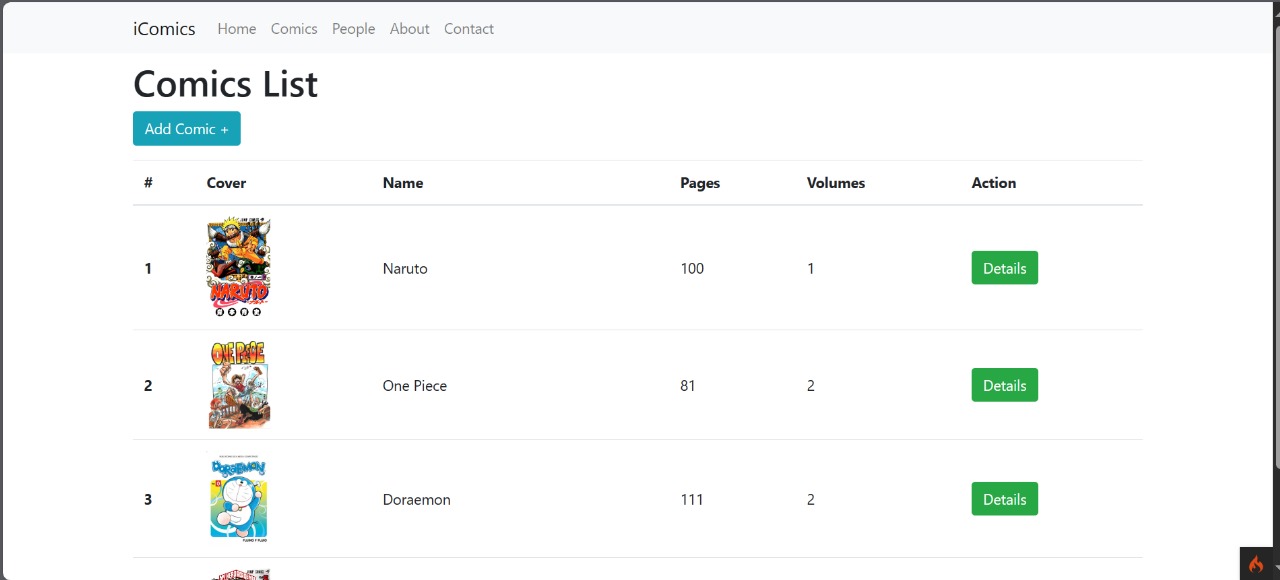 iComics Home Comics People About Contact
Comics List
Add Comic +
# Cover Name Pages Volumes Action
NARUTO
1 Naruto 100 1 Details
ONE PIECE
2 One Piece 81 2 Details
DORAEMON
3 Doraemon 111 2 Details